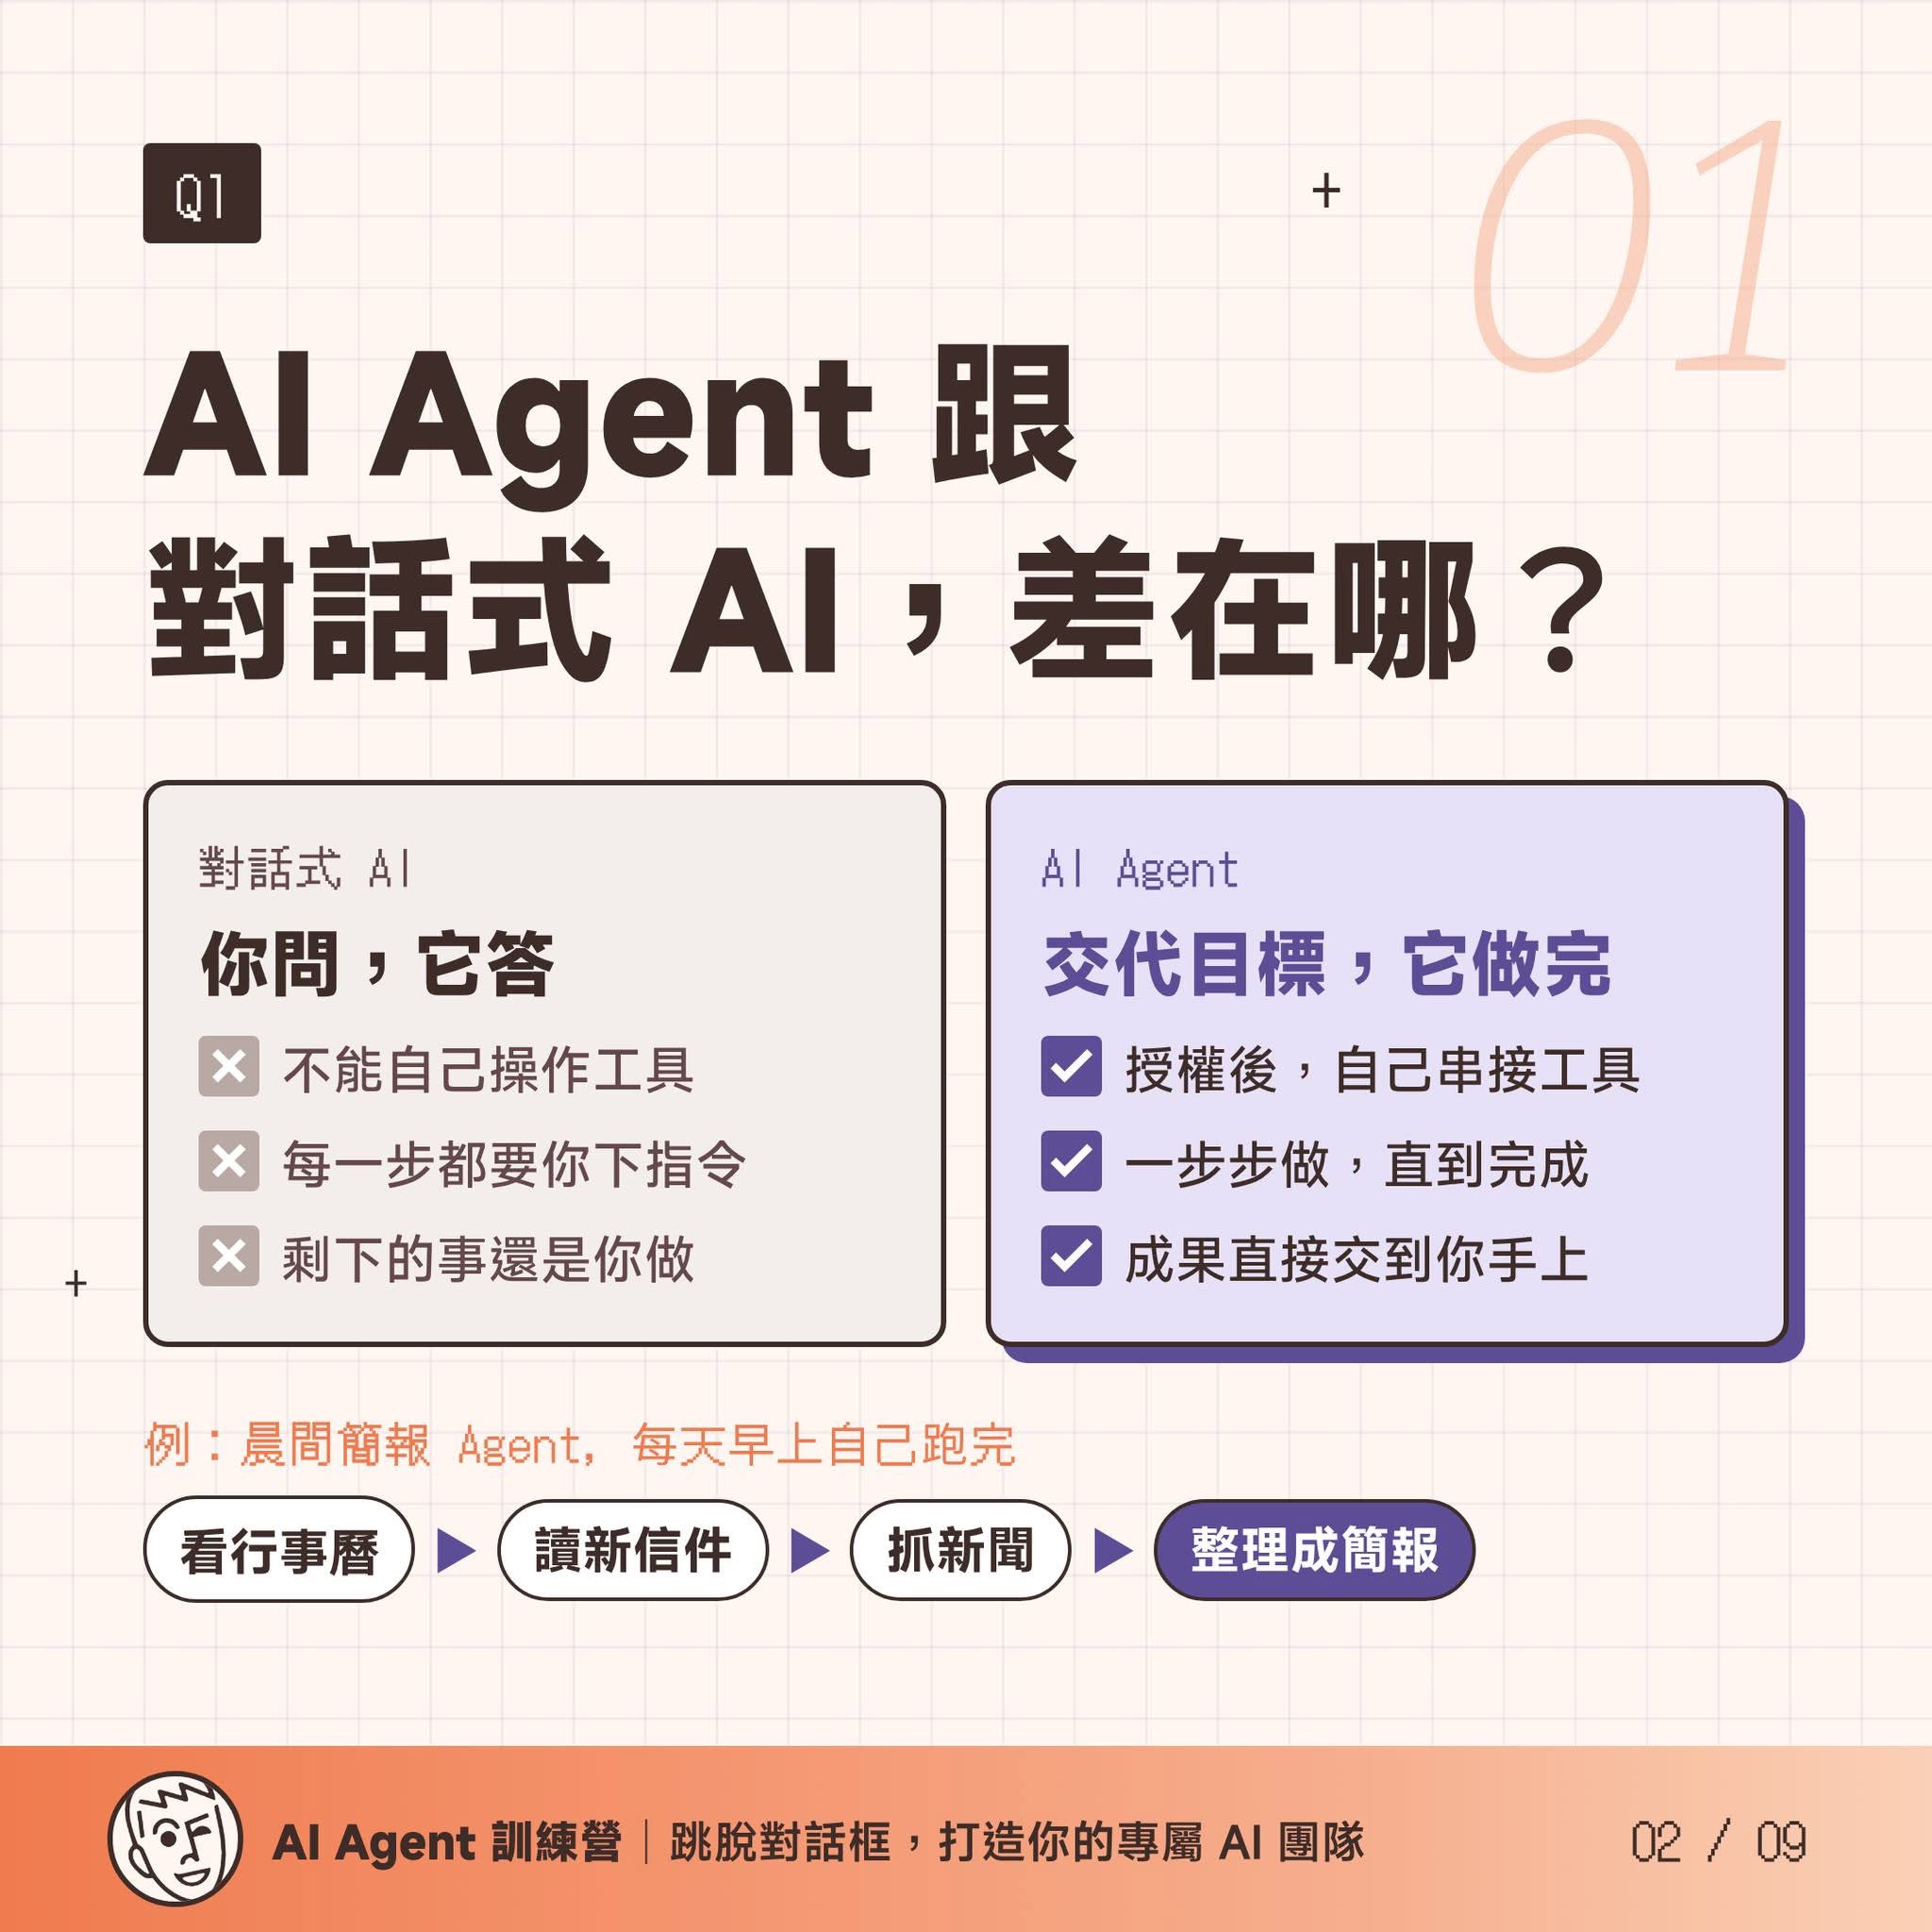 Q1
01
AI Agent 跟
對話式 AI，差在哪？
對話式 AI
你問，它答
不能自己操作工具
每一步都要你下指令
剩下的事還是你做
AI Agent
交代目標，它做完
授權後，自己串接工具
一步步做，直到完成
成果直接交到你手上
例：晨間簡報 Agent, 每天早上自己跑完
看行事曆
讀新信件
抓新聞
整理成簡報
AI Agent 訓練營｜跳脫對話框，打造你的專屬 AI 團隊
02 / 09